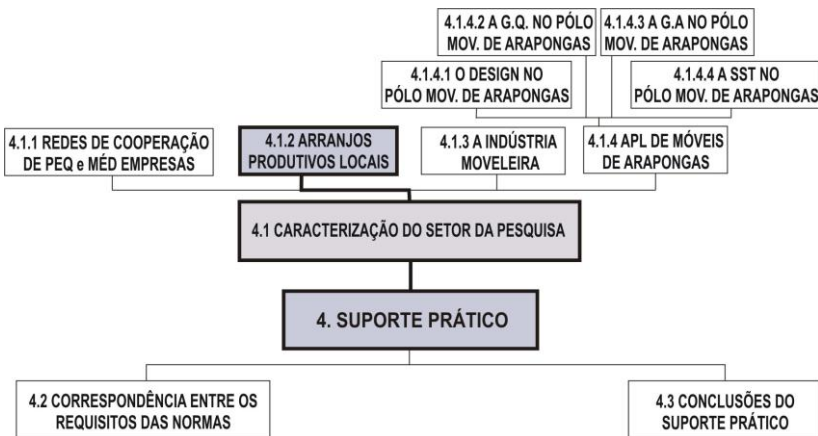 4.1.4.2 A G.Q. NO PÓLO
MOV. DE ARAPONGAS
4.1.4.3 A G.A NO PÓLO
MOV. DE ARAPONGAS
4.1.4.1 O DESIGN NO
PÓLO MOV. DE ARAPONGAS
4.1.4.4 A SST NO
PÓLO MOV. DE ARAPONGAS
4.1.1 REDES DE COOPERAÇÃO
DE PEQ e MÉD EMPRESAS
4.1.2 ARRANJOS
PRODUTIVOS LOCAIS
4.1.3 A INDÚSTRIA
MOVELEIRA
4.1.4 APL DE MÓVEIS
DE ARAPONGAS
4.1 CARACTERIZAÇÃO DO SETOR DA PESQUISA
4. SUPORTE PRÁTICO
4.2 CORRESPONDÊNCIA ENTRE OS
REQUISITOS DAS NORMAS
4.3 CONCLUSÕES DO
SUPORTE PRÁTICO